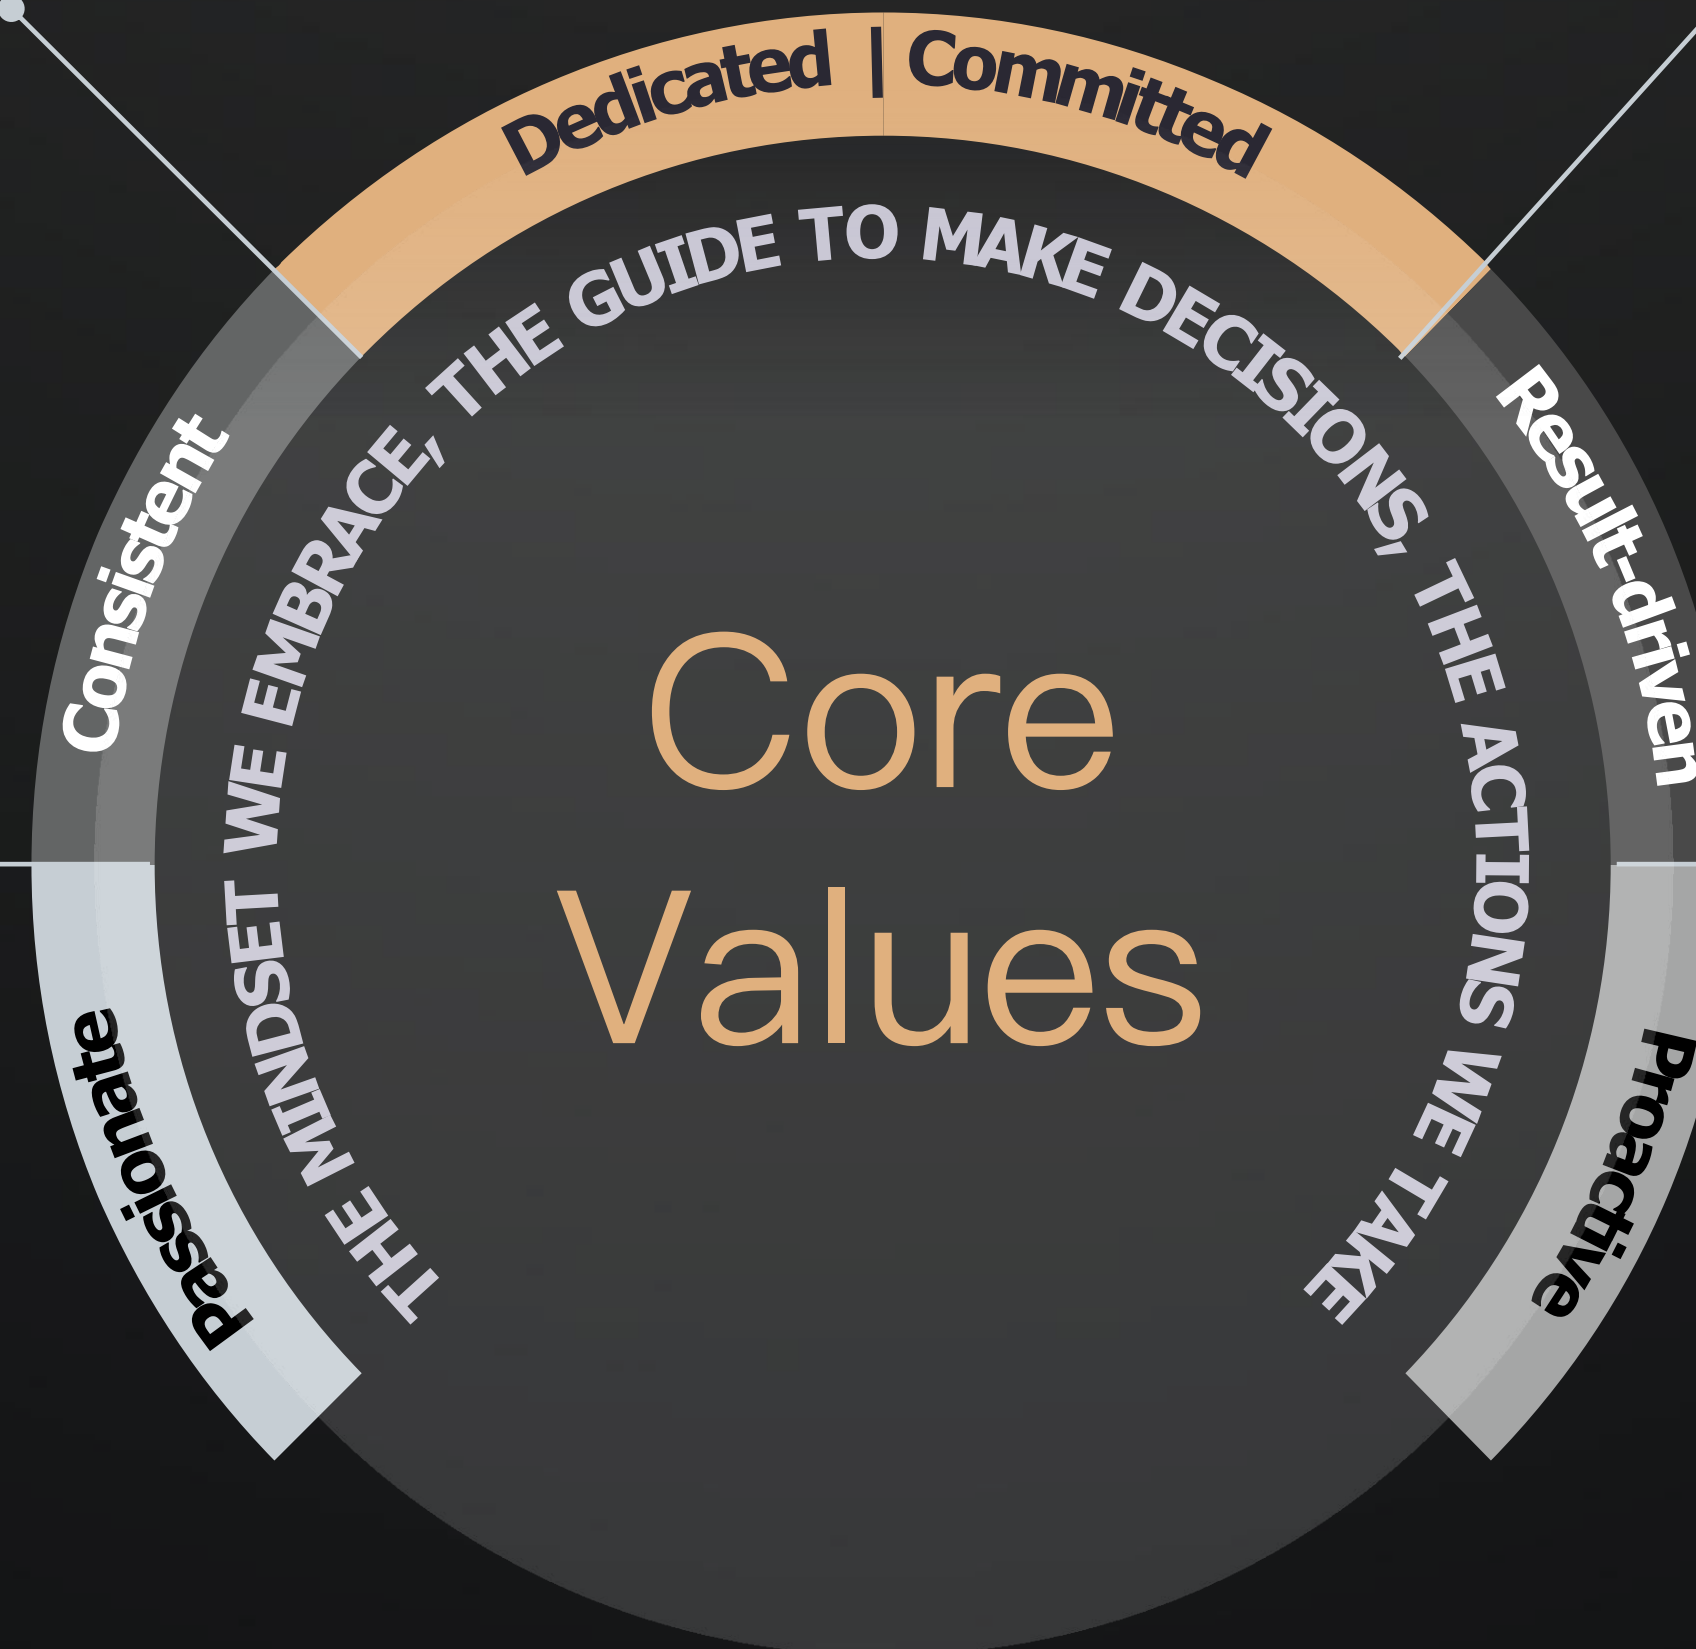 Dedicated | Committed
Consistent
Result-driven
Passionate
Proactive
THE MINDSET WE EMBRACE, THE GUIDE TO MAKE DECISIONS, THE ACTIONS WE TAKE
Core
Values